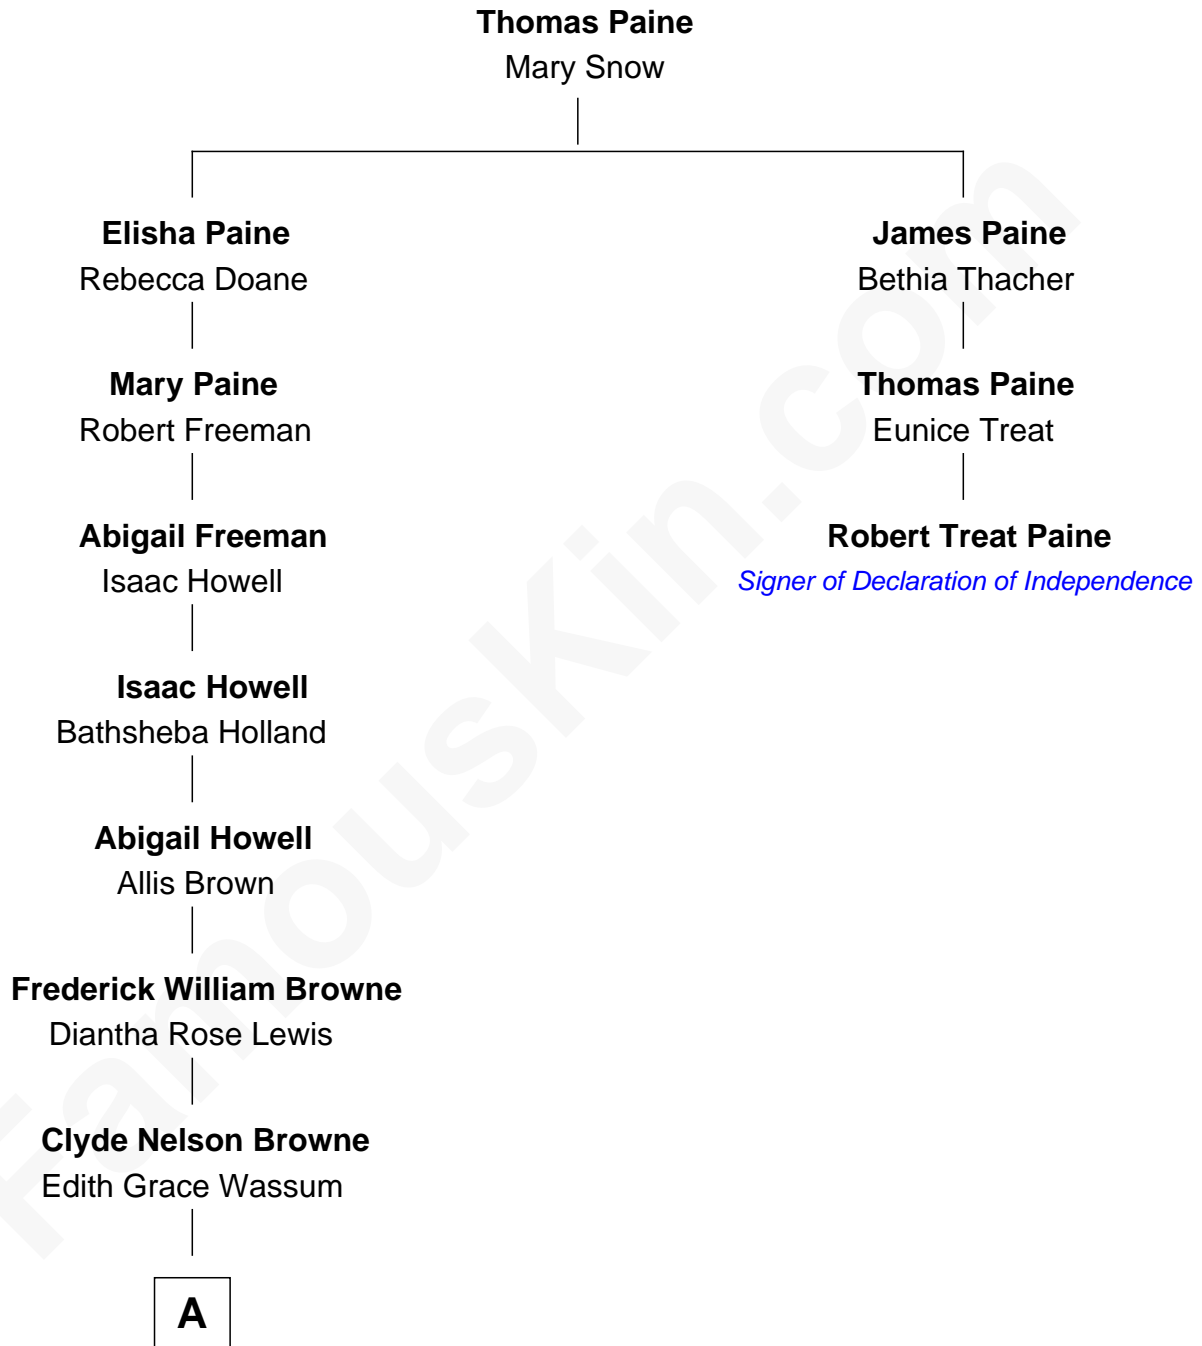 Thomas Paine
Mary Snow
Elisha Paine
Rebecca Doane
James Paine
Bethia Thacher
Mary Paine
Robert Freeman
Thomas Paine
Eunice Treat
Abigail Freeman
Isaac Howell
Robert Treat Paine
Signer of Declaration of Independence
Isaac Howell
Bathsheba Holland
Abigail Howell
Allis Brown
Frederick William Browne
Diantha Rose Lewis
Clyde Nelson Browne
Edith Grace Wassum
A
FamousKin.com